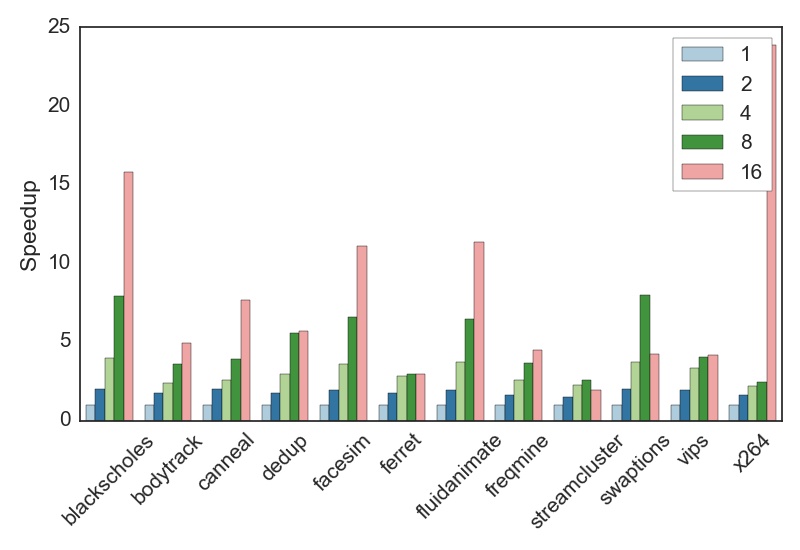 25
20
15
10
5
0
Speedup
1
2
4
8
16
blackscholes
bodytrack
canneal
dedup
facesim
ferret
fluidanimate
freqmine
streamcluster
swaptions
vips
x264